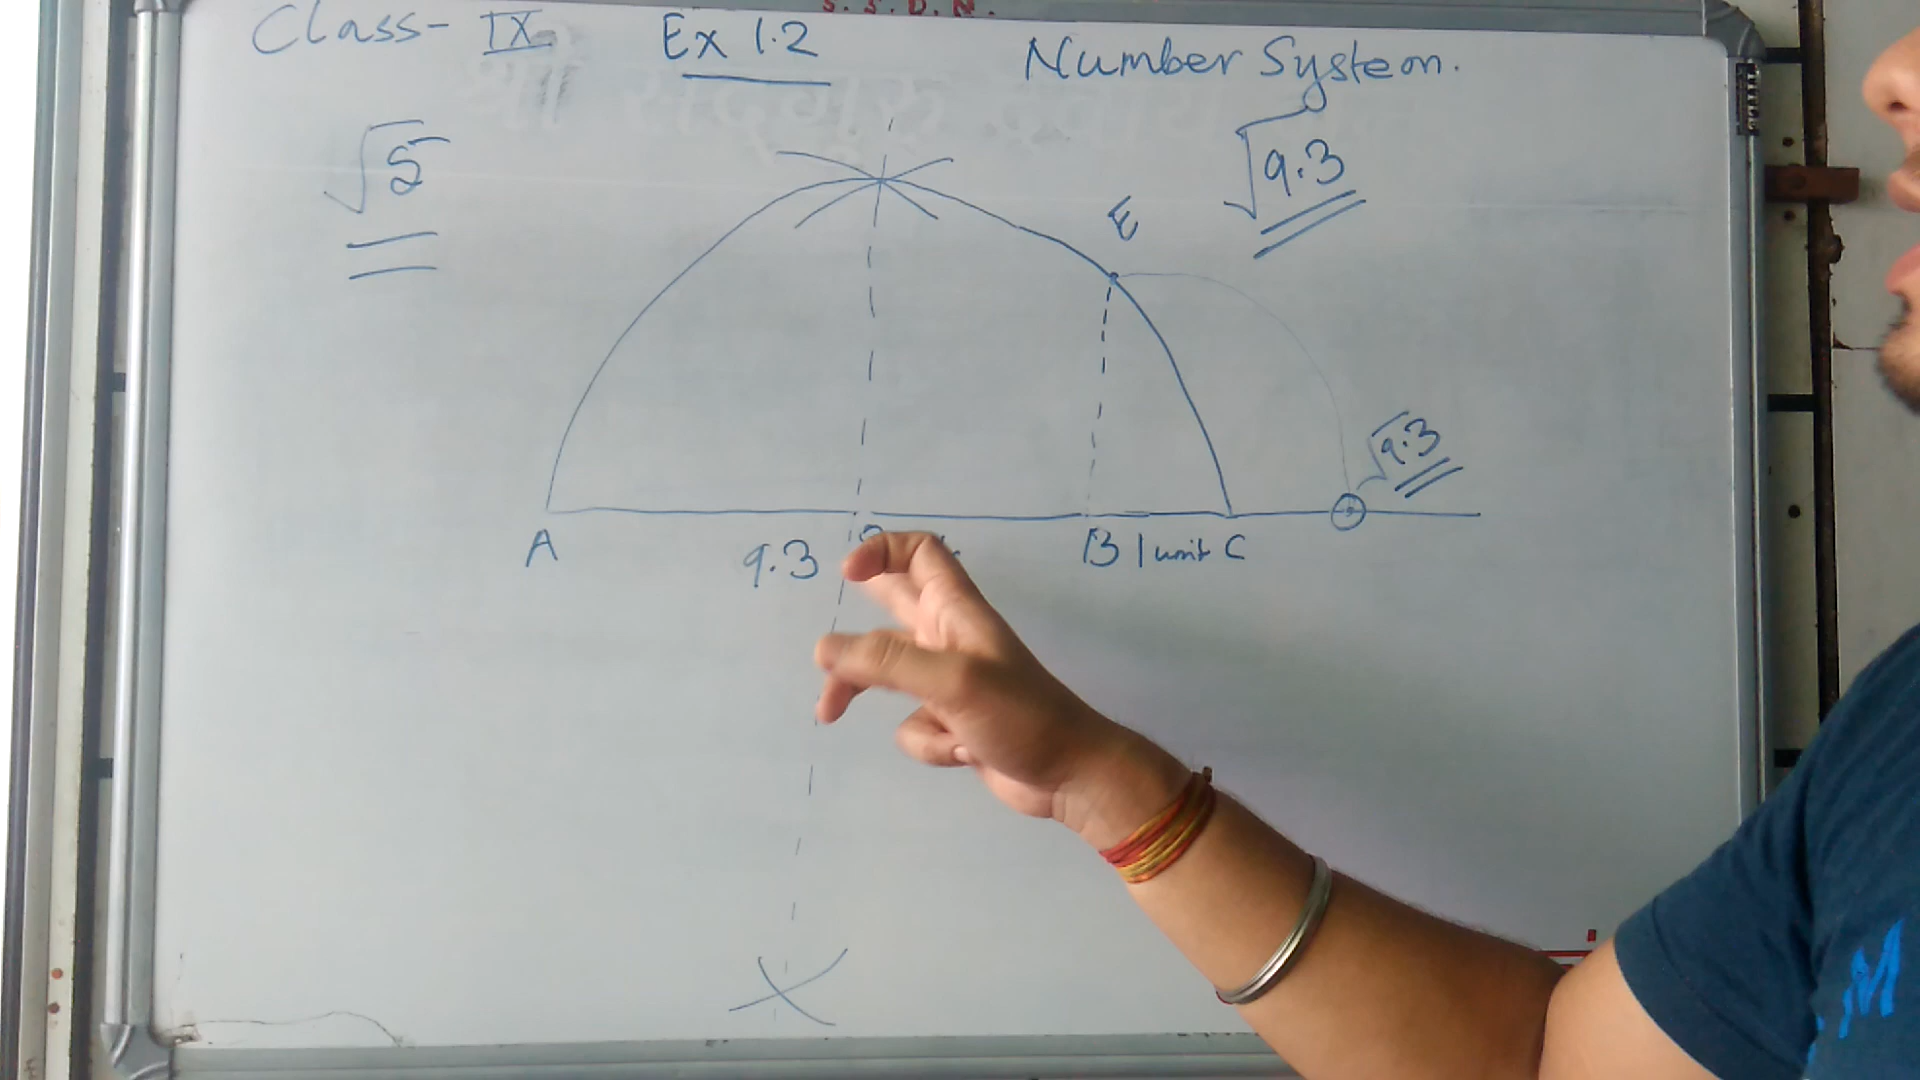 S. S. D. N.
Class- IX Ex 1.2 Number System.
√5 √9.3
E
√9.3
A 9.3 B 1 unit C
M